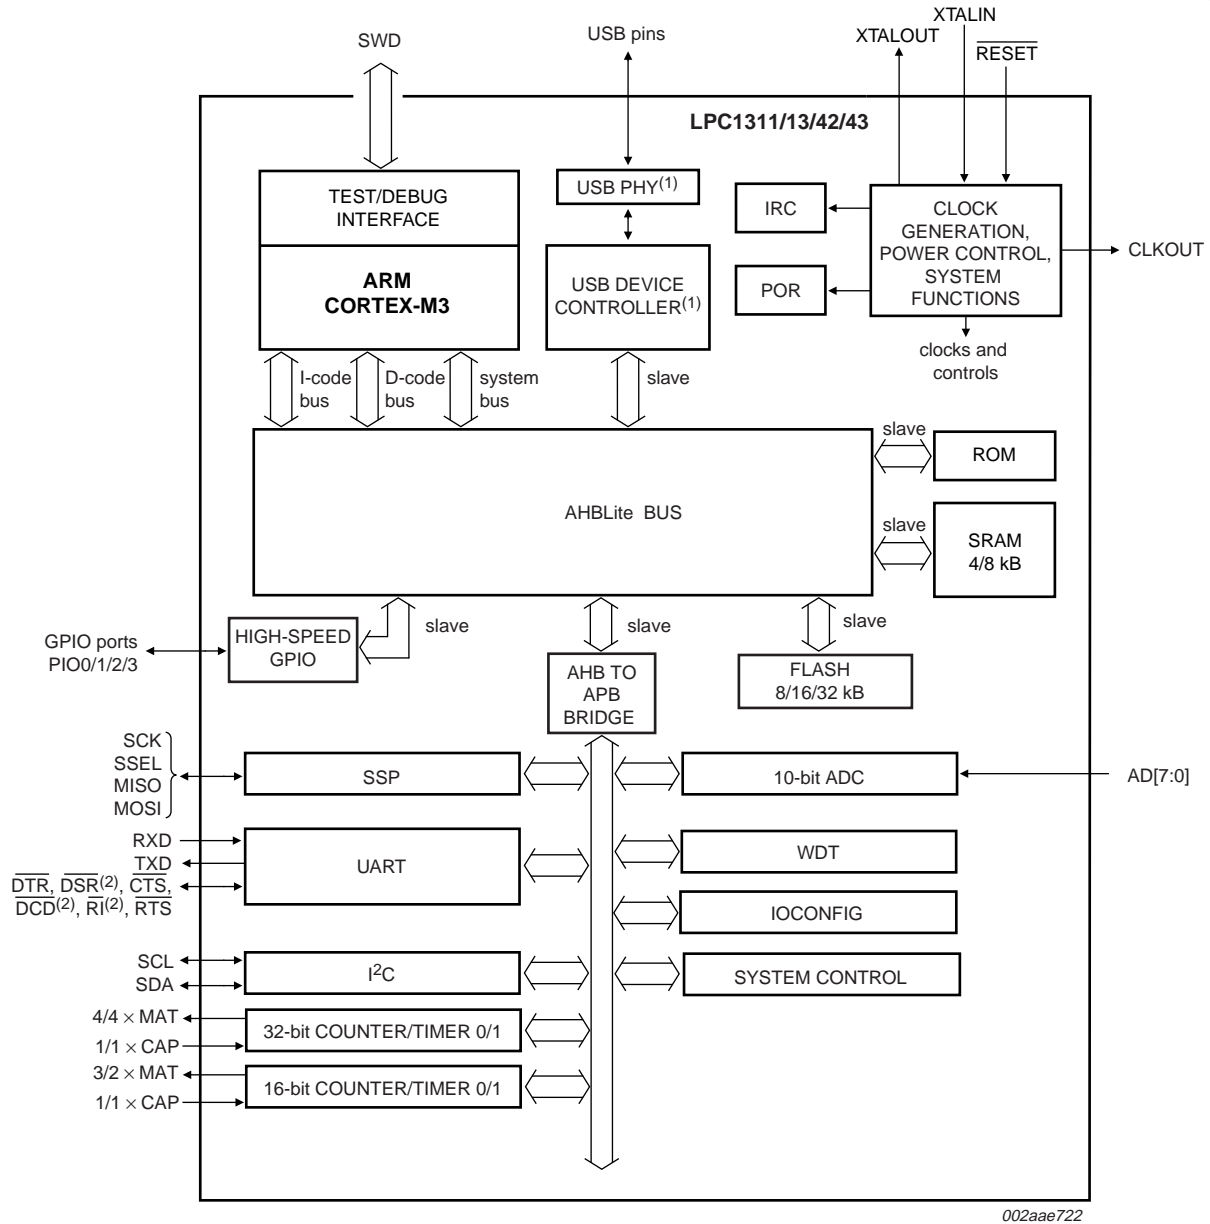 SWD
USB pins
XTALIN
XTALOUT
RESET
LPC1311/13/42/43
TEST/DEBUG
INTERFACE
ARM
CORTEX-M3
USB PHY(1)
USB DEVICE
CONTROLLER(1)
IRC
POR
CLOCK
GENERATION,
POWER CONTROL,
SYSTEM
FUNCTIONS
CLKOUT
clocks and
controls
I-code
bus
D-code
bus
system
bus
slave
AHBLite BUS
slave
ROM
slave
SRAM
4/8 kB
GPIO ports
PIO0/1/2/3
HIGH-SPEED
GPIO
slave
slave
slave
AHB TO
APB
BRIDGE
FLASH
8/16/32 kB
SCK
SSEL
MISO
MOSI
SSP
10-bit ADC
AD[7:0]
RXD
TXD
DTR, DSR(2), CTS,
DCD(2), RI(2), RTS
UART
WDT
IOCONFIG
SCL
SDA
I2C
SYSTEM CONTROL
4/4 × MAT
1/1 × CAP
32-bit COUNTER/TIMER 0/1
3/2 × MAT
1/1 × CAP
16-bit COUNTER/TIMER 0/1
002aae722